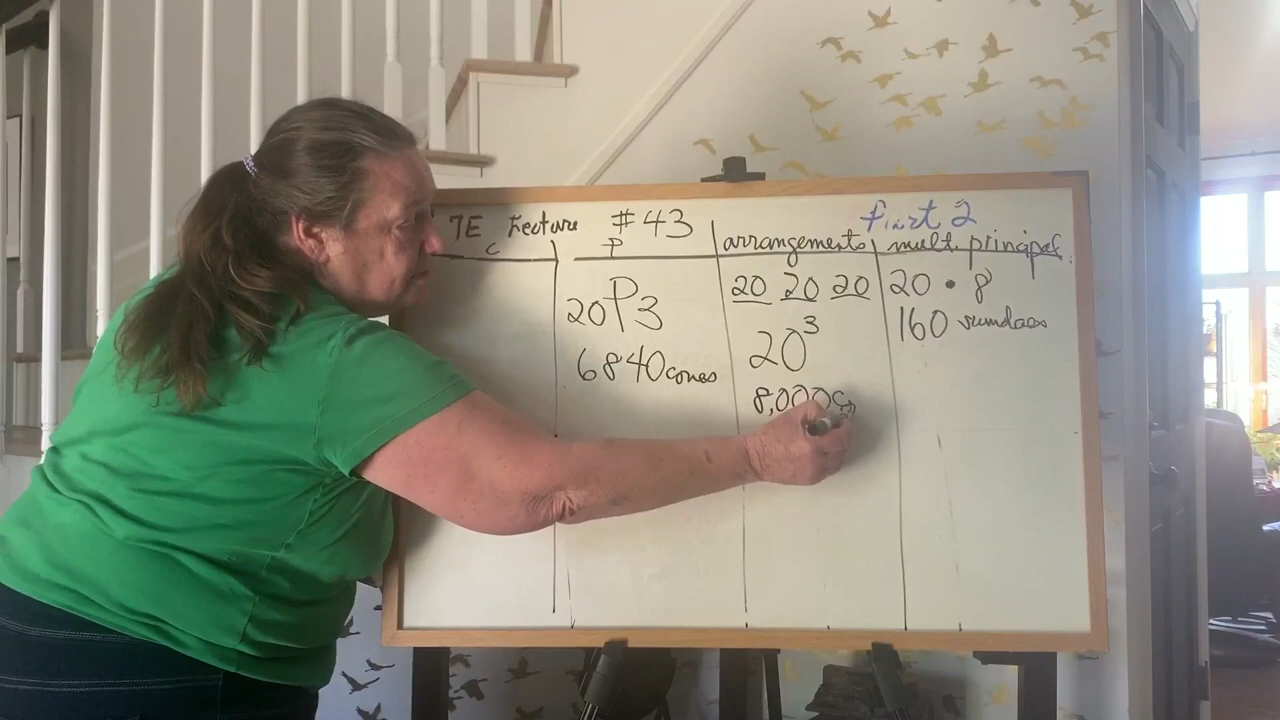 7E Lecture #43 Part 2
C P arrangements mult. principal
20P3
6840 cones
20 20 20
20³
8,000 co
20 • 8
160 sundaes